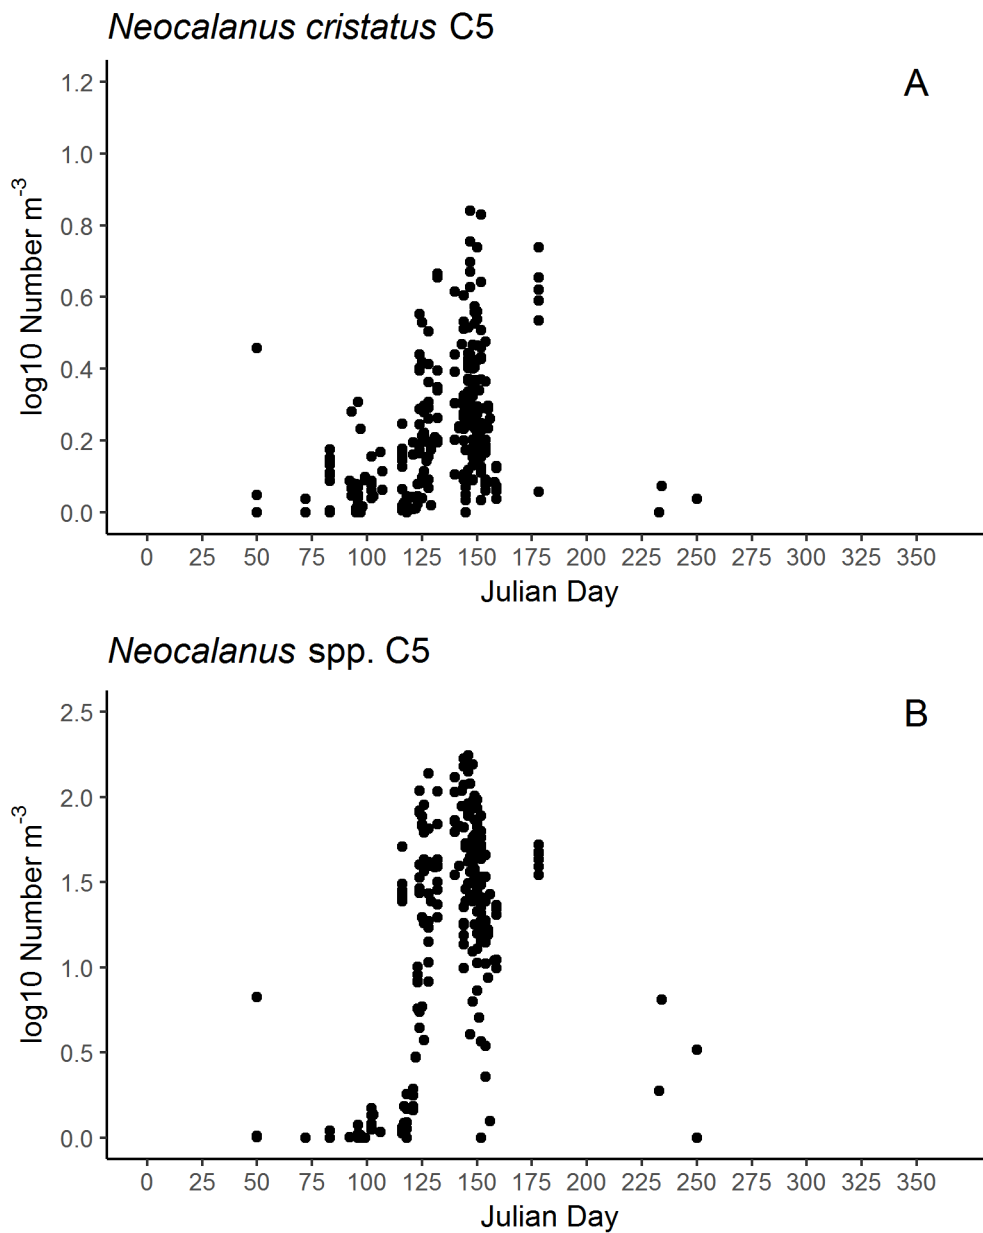 Neocalanus cristatus C5
A
1.2
1.0
0.8
0.6
0.4
0.2
0.0
log10 Number m-3
0 25 50 75 100 125 150 175 200 225 250 275 300 325 350
Julian Day
Neocalanus spp. C5
B
2.5
2.0
1.5
1.0
0.5
0.0
log10 Number m-3
0 25 50 75 100 125 150 175 200 225 250 275 300 325 350
Julian Day